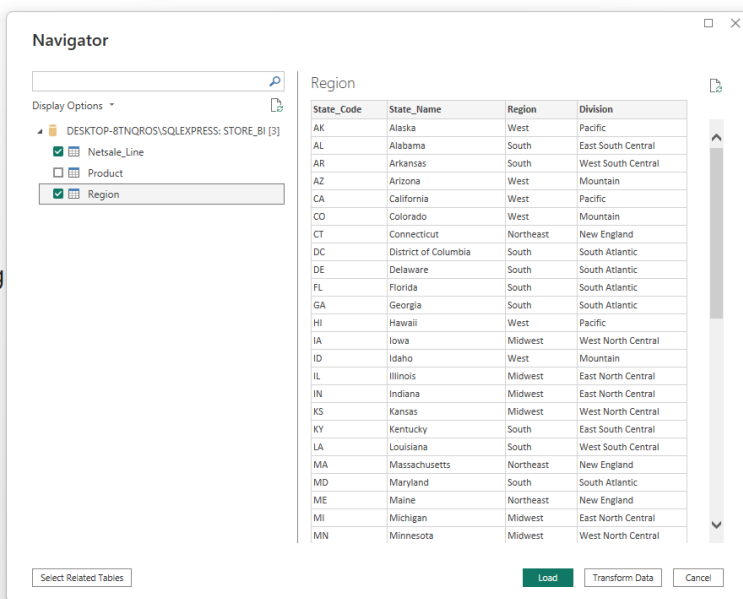 Navigator
Display Options
DESKTOP-8TNQROS\SQLEXPRESS: STORE_BI [3]
Netsale_Line
Product
Region
Region
State_Code State_Name Region Division
AK Alaska West Pacific
AL Alabama South East South Central
AR Arkansas South West South Central
AZ Arizona West Mountain
CA California West Pacific
CO Colorado West Mountain
CT Connecticut Northeast New England
DC District of Columbia South South Atlantic
DE Delaware South South Atlantic
FL Florida South South Atlantic
GA Georgia South South Atlantic
HI Hawaii West Pacific
IA Iowa Midwest West North Central
ID Idaho West Mountain
IL Illinois Midwest East North Central
IN Indiana Midwest East North Central
KS Kansas Midwest West North Central
KY Kentucky South East South Central
LA Louisiana South West South Central
MA Massachusetts Northeast New England
MD Maryland South South Atlantic
ME Maine Northeast New England
MI Michigan Midwest East North Central
MN Minnesota Midwest West North Central
Select Related Tables
Load
Transform Data
Cancel